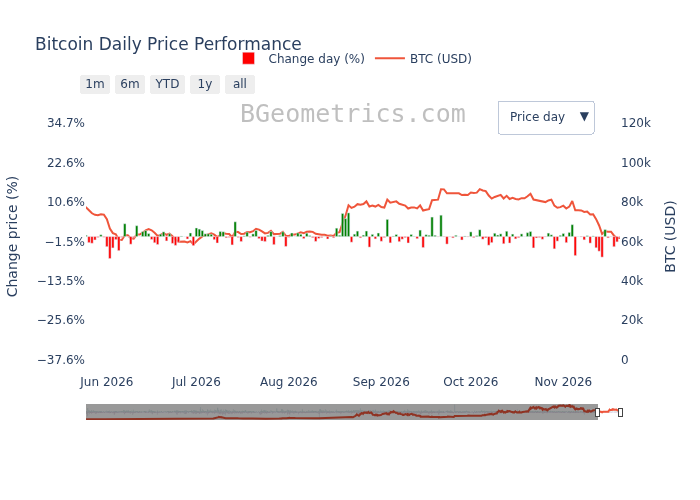 Bitcoin Daily Price Performance
Change day (%) BTC (USD)
1m 6m YTD 1y all
BGeometrics.com
Price day ▼
34.7% 120k
22.6% 100k
10.6% 80k
−1.5% 60k
−13.5% 40k
−25.6% 20k
−37.6% 0
Change price (%)
BTC (USD)
Jun 2026 Jul 2026 Aug 2026 Sep 2026 Oct 2026 Nov 2026